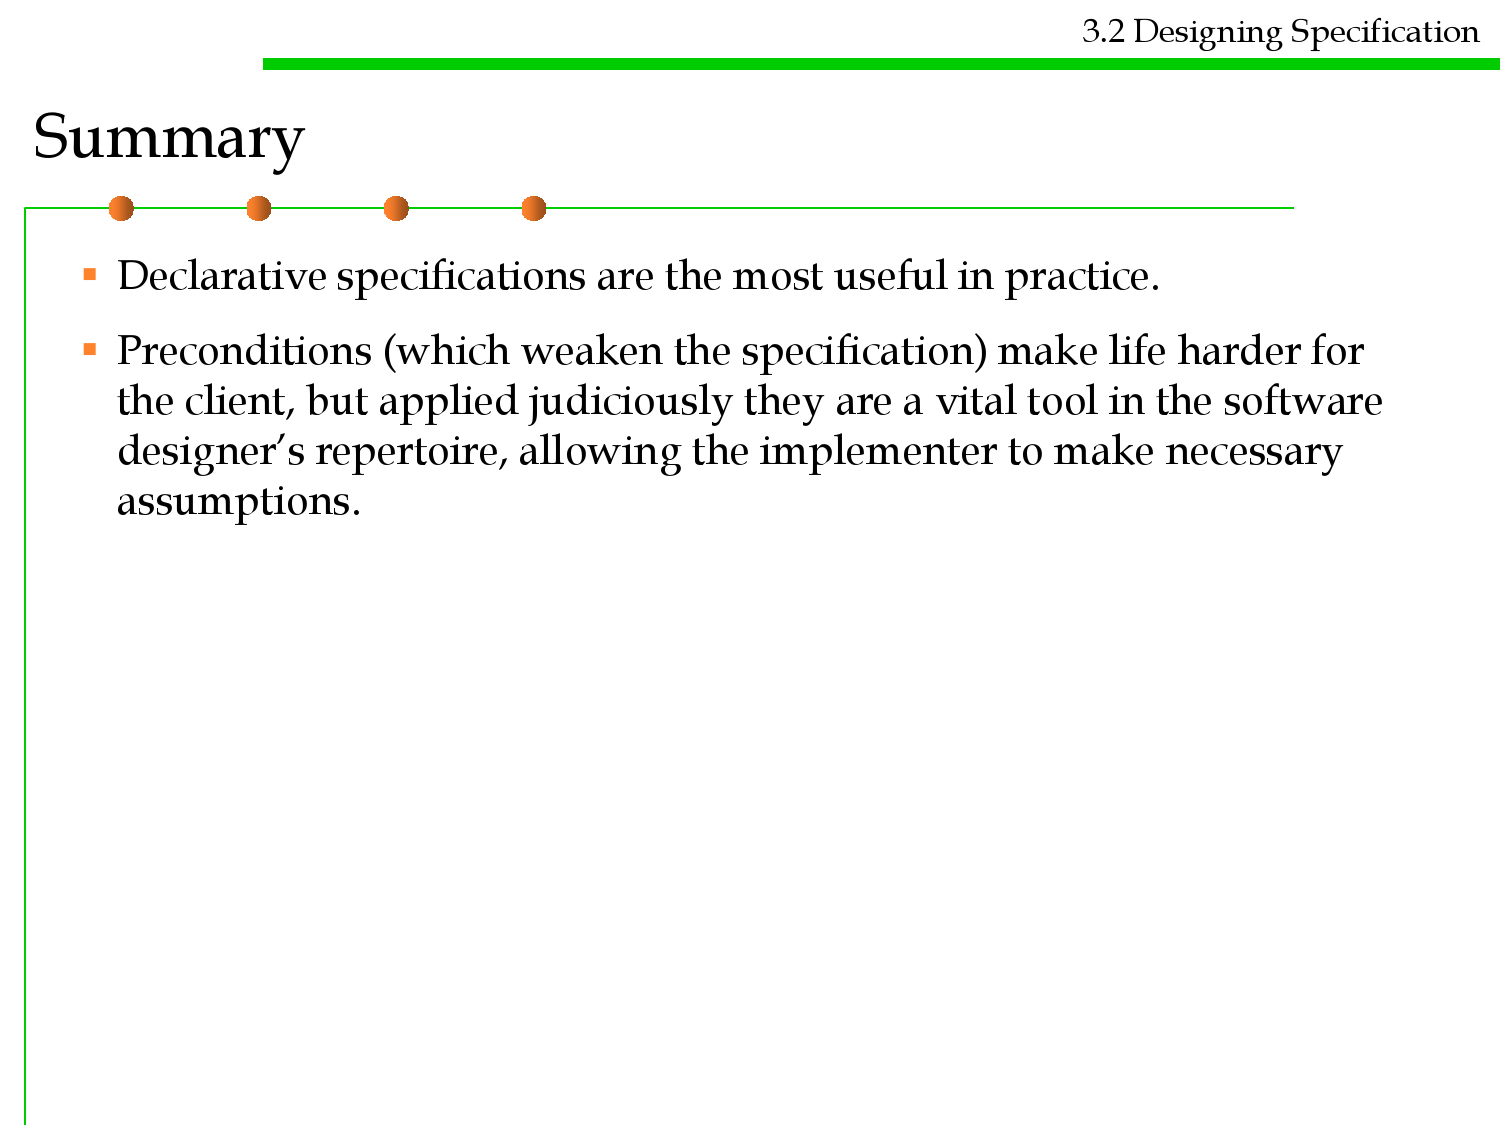 3.2 Designing Specification
Summary
▪ Declarative specifications are the most useful in practice.
▪ Preconditions (which weaken the specification) make life harder for
the client, but applied judiciously they are a vital tool in the software
designer’s repertoire, allowing the implementer to make necessary
assumptions.